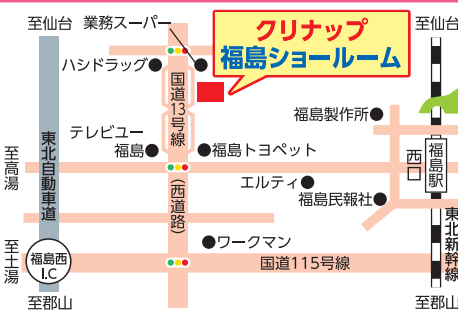 至仙台
業務スーパー
クリナップ
福島ショールーム
至仙台
ハシドラッグ
国道13号線
福島製作所
東北自動車道
テレビユー
福島
福島トヨペット
西口
福島駅
至高湯
(西道路)
エルティ
福島民報社
東北新幹線
至土湯
福島西
I.C
ワークマン
国道115号線
至郡山
至郡山